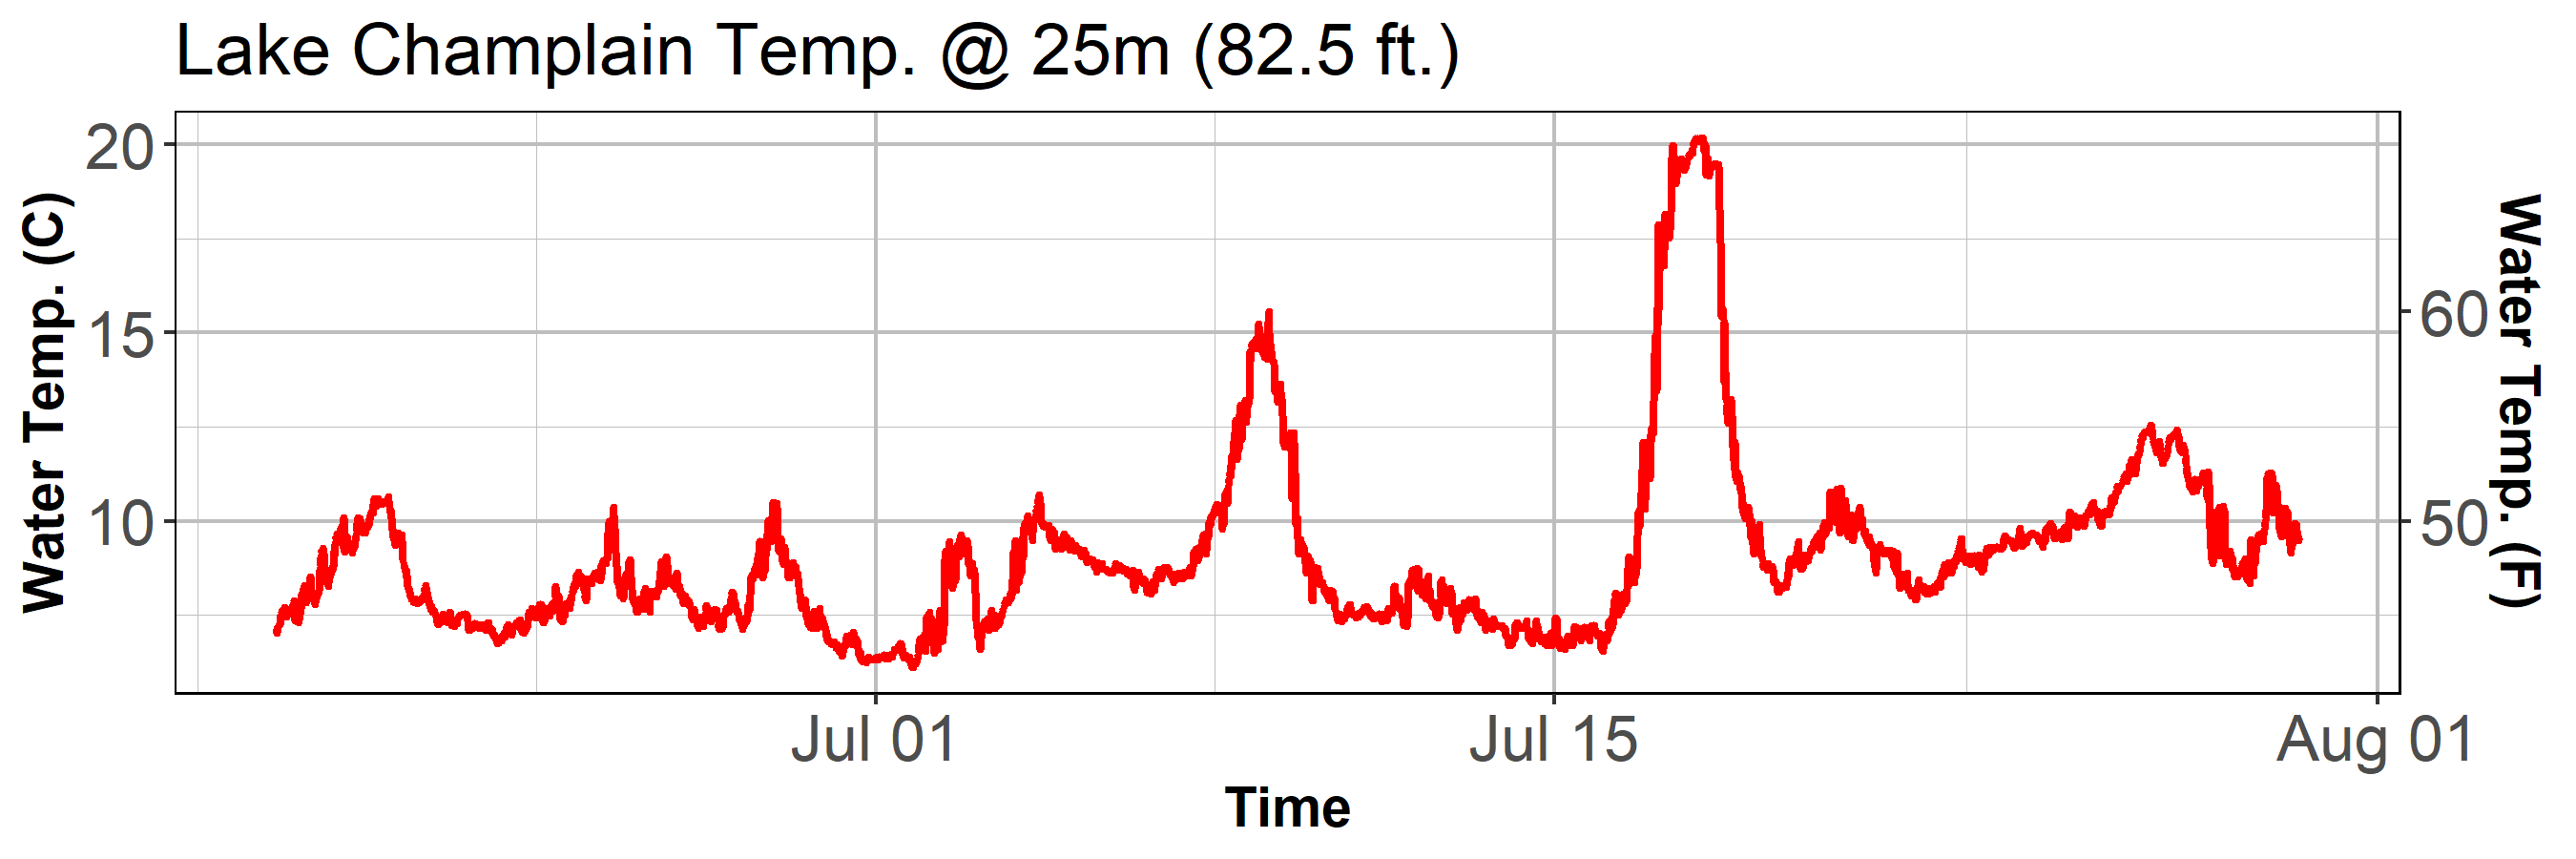 Lake Champlain Temp. @ 25m (82.5 ft.)
Water Temp. (C)
20
15
10
60
50
Water Temp. (F)
Jul 01
Jul 15
Aug 01
Time